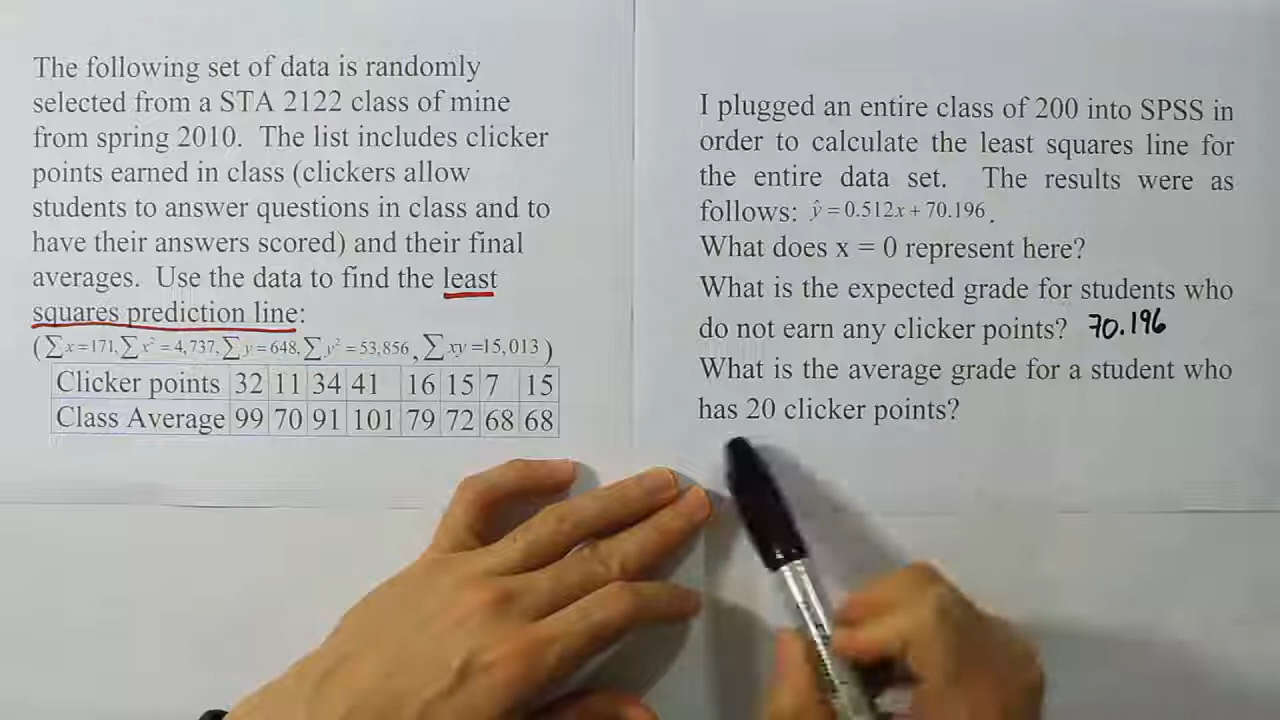 The following set of data is randomly
selected from a STA 2122 class of mine
from spring 2010. The list includes clicker
points earned in class (clickers allow
students to answer questions in class and to
have their answers scored) and their final
averages. Use the data to find the least
squares prediction line:
(∑x=171, ∑x²=4,737, ∑y=648, ∑y²=53,856, ∑xy=15,013)
Clicker points 32 11 34 41 16 15 7 15
Class Average 99 70 91 101 79 72 68 68
I plugged an entire class of 200 into SPSS in
order to calculate the least squares line for
the entire data set. The results were as
follows: ŷ = 0.512x + 70.196.
What does x = 0 represent here?
What is the expected grade for students who
do not earn any clicker points? 70.196
What is the average grade for a student who
has 20 clicker points?